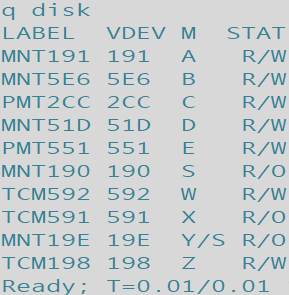 q disk
LABEL VDEV M STAT
MNT191 191 A R/W
MNT5E6 5E6 B R/W
PMT2CC 2CC C R/W
MNT51D 51D D R/W
PMT551 551 E R/W
MNT190 190 S R/O
TCM592 592 W R/W
TCM591 591 X R/O
MNT19E 19E Y/S R/O
TCM198 198 Z R/W
Ready; T=0.01/0.01